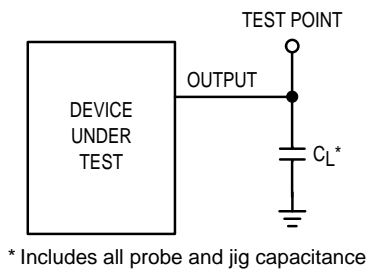 TEST POINT
OUTPUT
DEVICE
UNDER
TEST
CL*
* Includes all probe and jig capacitance